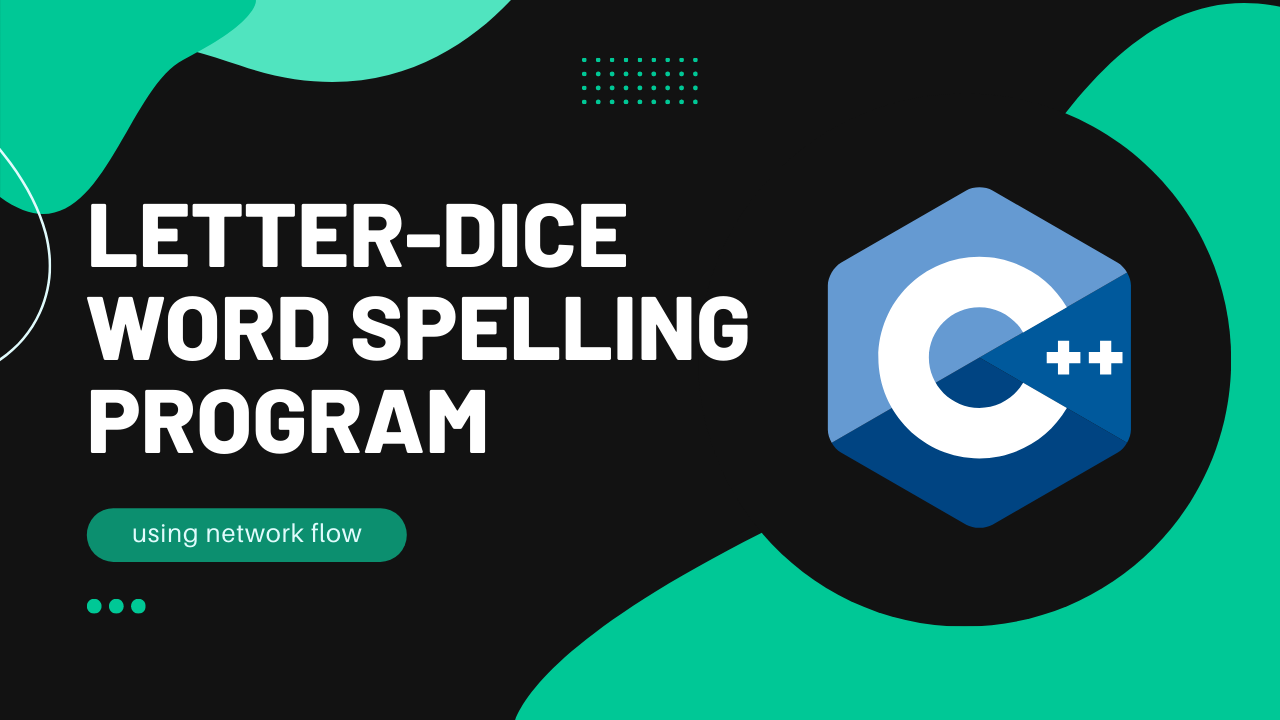 LETTER-DICE
WORD SPELLING
PROGRAM
using network flow
C++